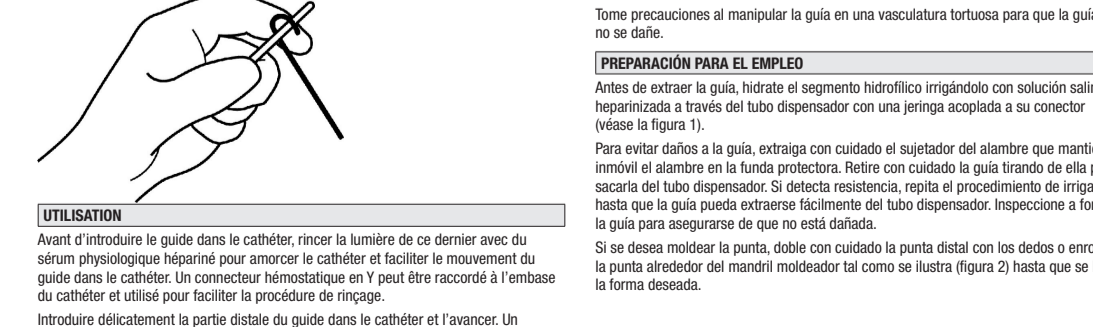 UTILISATION
Avant d'introduire le guide dans le cathéter, rincer la lumière de ce dernier avec du
sérum physiologique hépariné pour amorcer le cathéter et faciliter le mouvement du
guide dans le cathéter. Un connecteur hémostatique en Y peut être raccordé à l'embase
du cathéter et utilisé pour faciliter la procédure de rinçage.
Introduire délicatement la partie distale du guide dans le cathéter et l'avancer. Un
Tome precauciones al manipular la guía en una vasculatura tortuosa para que la guía
no se dañe.
PREPARACIÓN PARA EL EMPLEO
Antes de extraer la guía, hidrate el segmento hidrofílico irrigándolo con solución
heparinizada a través del tubo dispensador con una jeringa acoplada a su conector
(véase la figura 1).
Para evitar daños a la guía, extraiga con cuidado el sujetador del alambre que
inmóvil el alambre en la funda protectora. Retire con cuidado la guía tirando de ella
sacarla del tubo dispensador. Si detecta resistencia, repita el procedimiento de
hasta que la guía pueda extraerse fácilmente del tubo dispensador. Inspeccione a
la guía para asegurarse de que no está dañada.
Si se desea moldear la punta, doble con cuidado la punta distal con los dedos o
la punta alrededor del mandril moldeador tal como se ilustra (figura 2) hasta que se
la forma deseada.